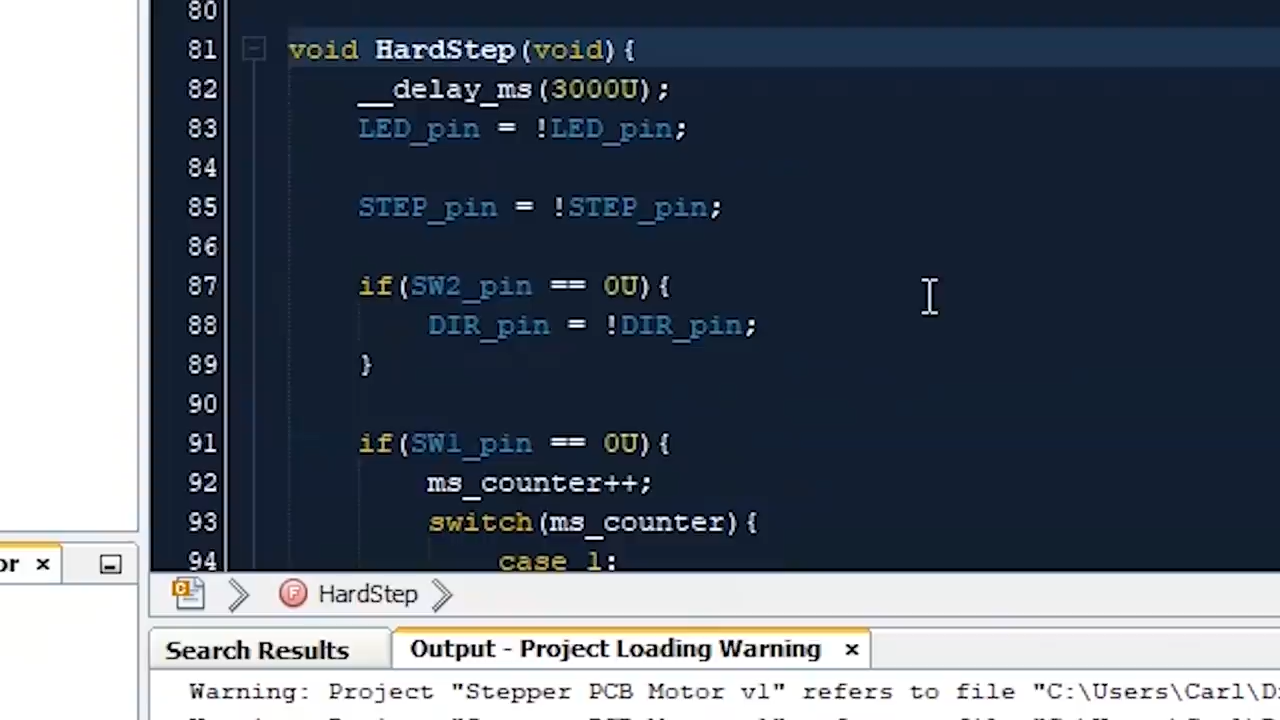 80
81 void HardStep(void){
82 __delay_ms(3000U);
83 LED_pin = !LED_pin;
84
85 STEP_pin = !STEP_pin;
86
87 if(SW2_pin == 0U){
88 DIR_pin = !DIR_pin;
89 }
90
91 if(SW1_pin == 0U){
92 ms_counter++;
93 switch(ms_counter){
94 case 1:
or ×
HardStep
Search Results Output - Project Loading Warning ×
Warning: Project "Stepper PCB Motor v1" refers to file "C:\Users\Carl\D